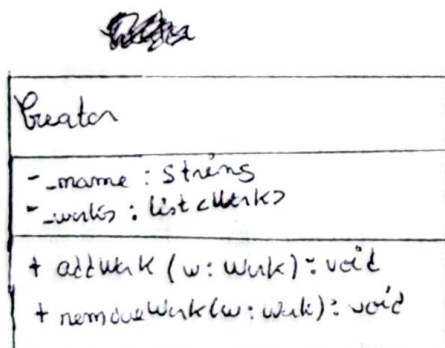 Creator
- _name : String
- _works : List<Work>
+ addWork (w: Work) : void
+ removeWork(w: Work): void